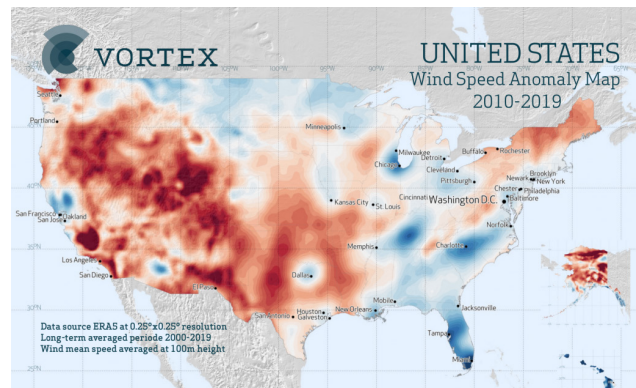 VORTEX
UNITED STATES
Wind Speed Anomaly Map
2010-2019
Seattle
Portland
Minneapolis
Milwaukee
Chicago
Detroit
Buffalo
Rochester
Cleveland
Pittsburgh
Newark
Brooklyn
New York
Chester
Philadelphia
Baltimore
Washington D.C.
Cincinnati
Kansas City
St. Louis
San Francisco
Oakland
San Jose
Norfolk
Memphis
Charlotte
Los Angeles
San Diego
El Paso
Dallas
San Antonio
Houston
Galveston
New Orleans
Mobile
Jacksonville
Tampa
Miami
Data source ERA5 at 0.25°x0.25° resolution
Long-term averaged periode 2000-2019
Wind mean speed averaged at 100m height